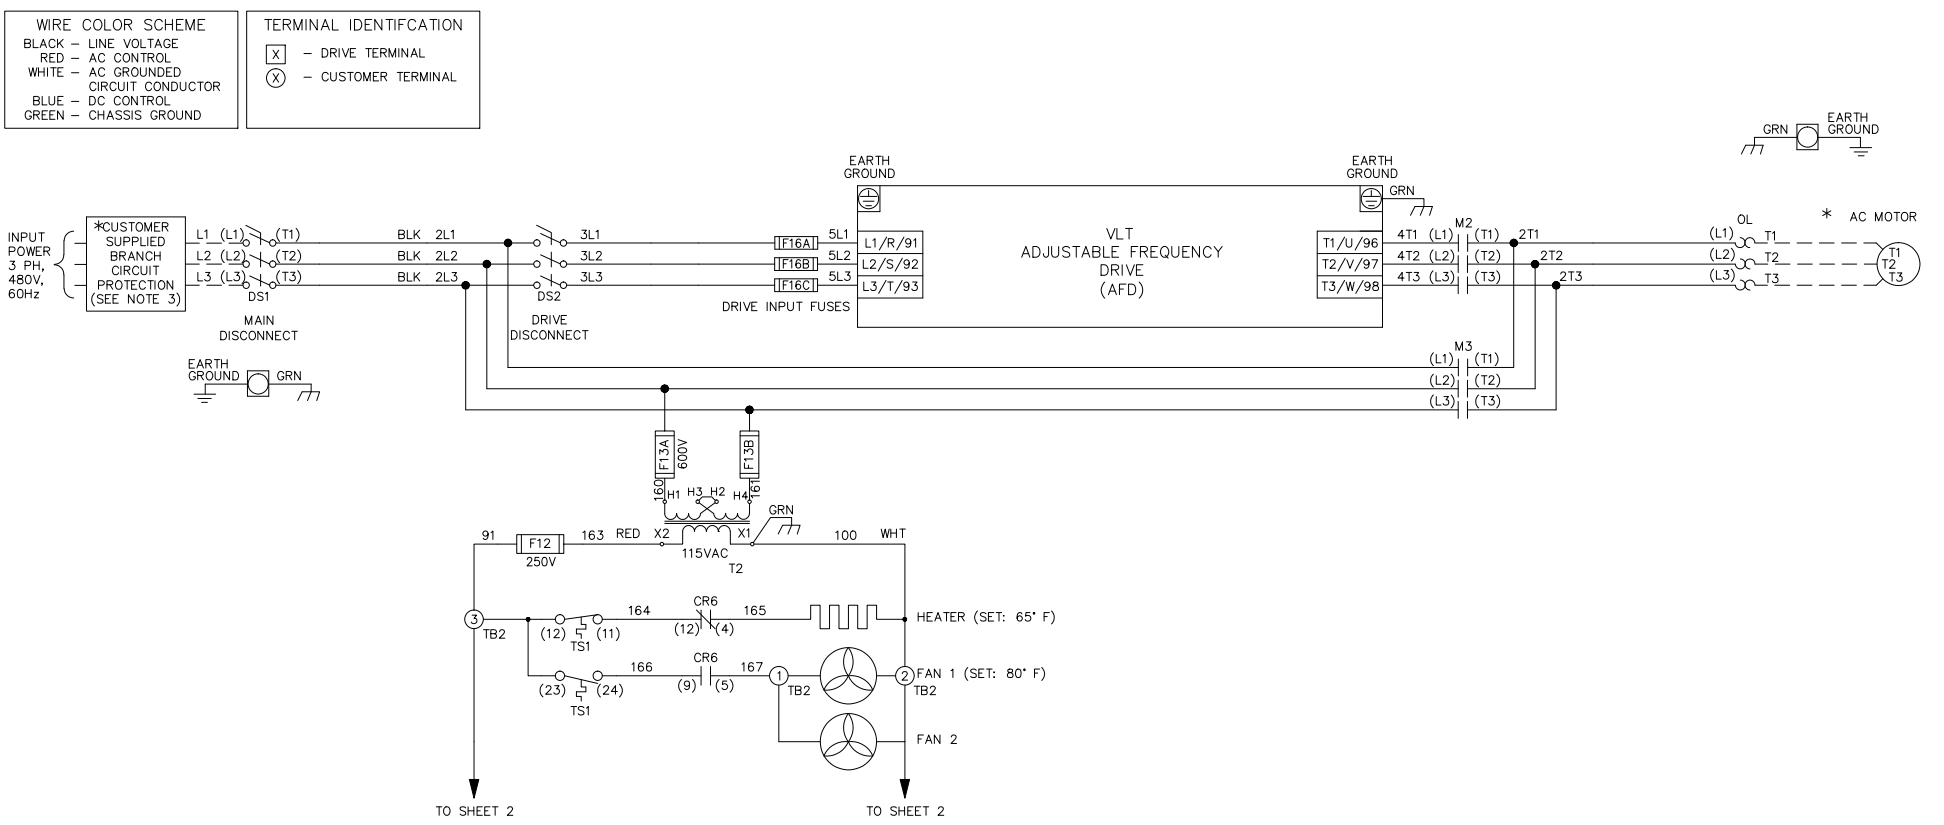 WIRE COLOR SCHEME
BLACK – LINE VOLTAGE
RED – AC CONTROL
WHITE – AC GROUNDED
CIRCUIT CONDUCTOR
BLUE – DC CONTROL
GREEN – CHASSIS GROUND
TERMINAL IDENTIFCATION
X – DRIVE TERMINAL
X – CUSTOMER TERMINAL
GRN
EARTH
GROUND
INPUT
POWER
3 PH,
480V,
60Hz
*CUSTOMER
SUPPLIED
BRANCH
CIRCUIT
PROTECTION
(SEE NOTE 3)
L1 (L1) (T1) BLK 2L1 3L1 F16A 5L1 L1/R/91
L2 (L2) (T2) BLK 2L2 3L2 F16B 5L2 L2/S/92
L3 (L3) (T3) BLK 2L3 3L3 F16C 5L3 L3/T/93
DS1
MAIN
DISCONNECT
DS2
DRIVE
DISCONNECT
DRIVE INPUT FUSES
EARTH
GROUND
VLT
ADJUSTABLE FREQUENCY
DRIVE
(AFD)
EARTH
GROUND
GRN
M2
T1/U/96 4T1 (L1) (T1) 2T1
T2/V/97 4T2 (L2) (T2) 2T2
T3/W/98 4T3 (L3) (T3) 2T3
OL
* AC MOTOR
(L1) T1 T1
(L2) T2 T2
(L3) T3 T3
M3
(L1) (T1)
(L2) (T2)
(L3) (T3)
EARTH
GROUND
GRN
F13A
600V
F13B
160
161
H1 H3 H2 H4
GRN
91 F12 163 RED X2 X1 100 WHT
250V
115VAC
T2
3
TB2
(12) (11)
TS1
164
CR6
(12) (4)
165
HEATER (SET: 65° F)
(23) (24)
TS1
166
CR6
(9) (5)
167
1
TB2
2
TB2
FAN 1 (SET: 80° F)
FAN 2
TO SHEET 2
TO SHEET 2